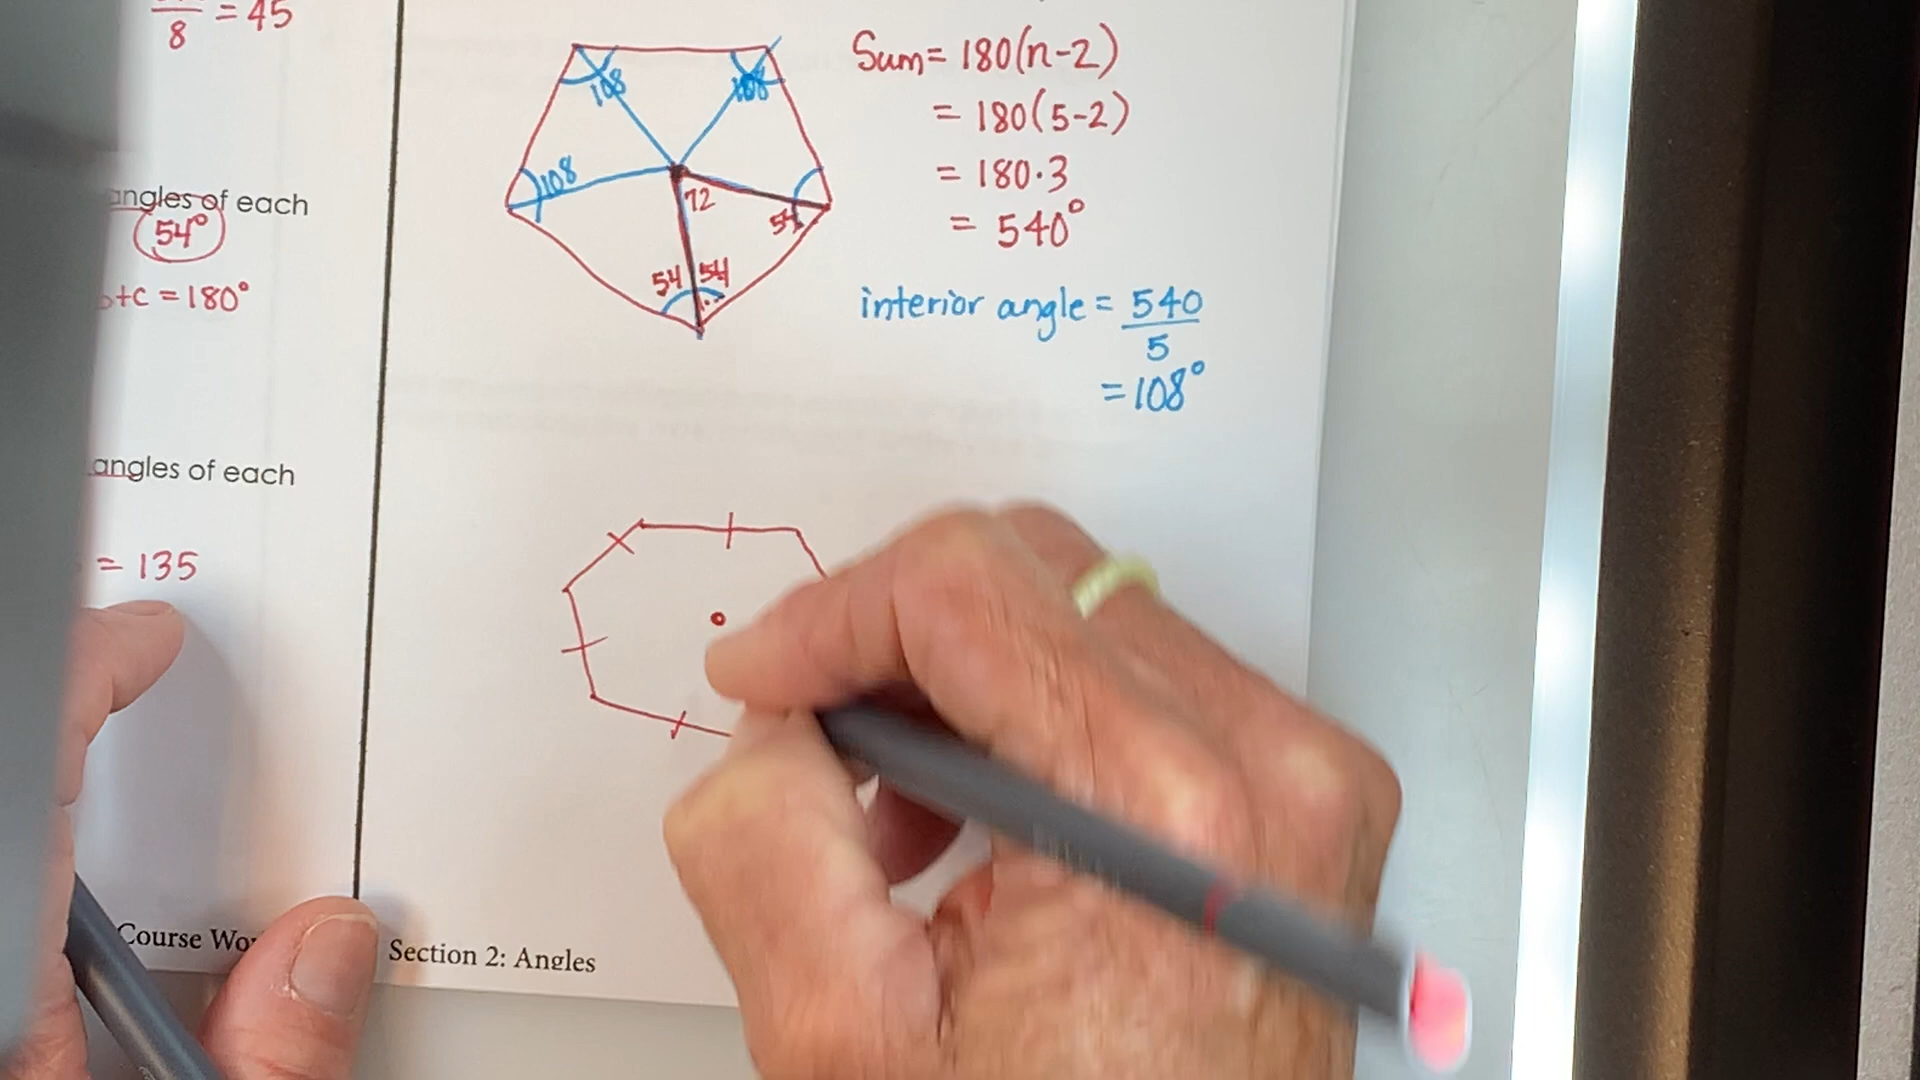 8 = 45
angles of each
54°
+c = 180°
angles of each
= 135
Course
108
108
108
72
54
54
54
Sum = 180(n-2)
= 180(5-2)
= 180·3
= 540°
interior angle = 540
5
= 108°
Section 2: Angles